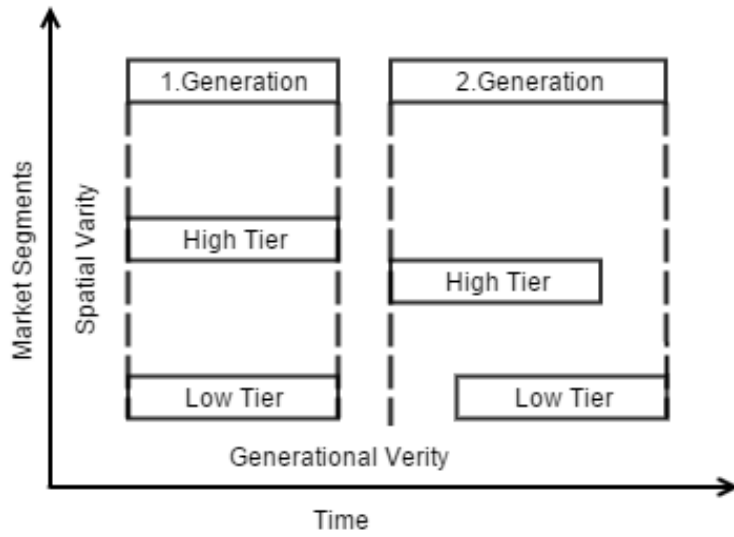 1.Generation
2.Generation
Market Segments
Spatial Varity
High Tier
High Tier
Low Tier
Low Tier
Generational Verity
Time